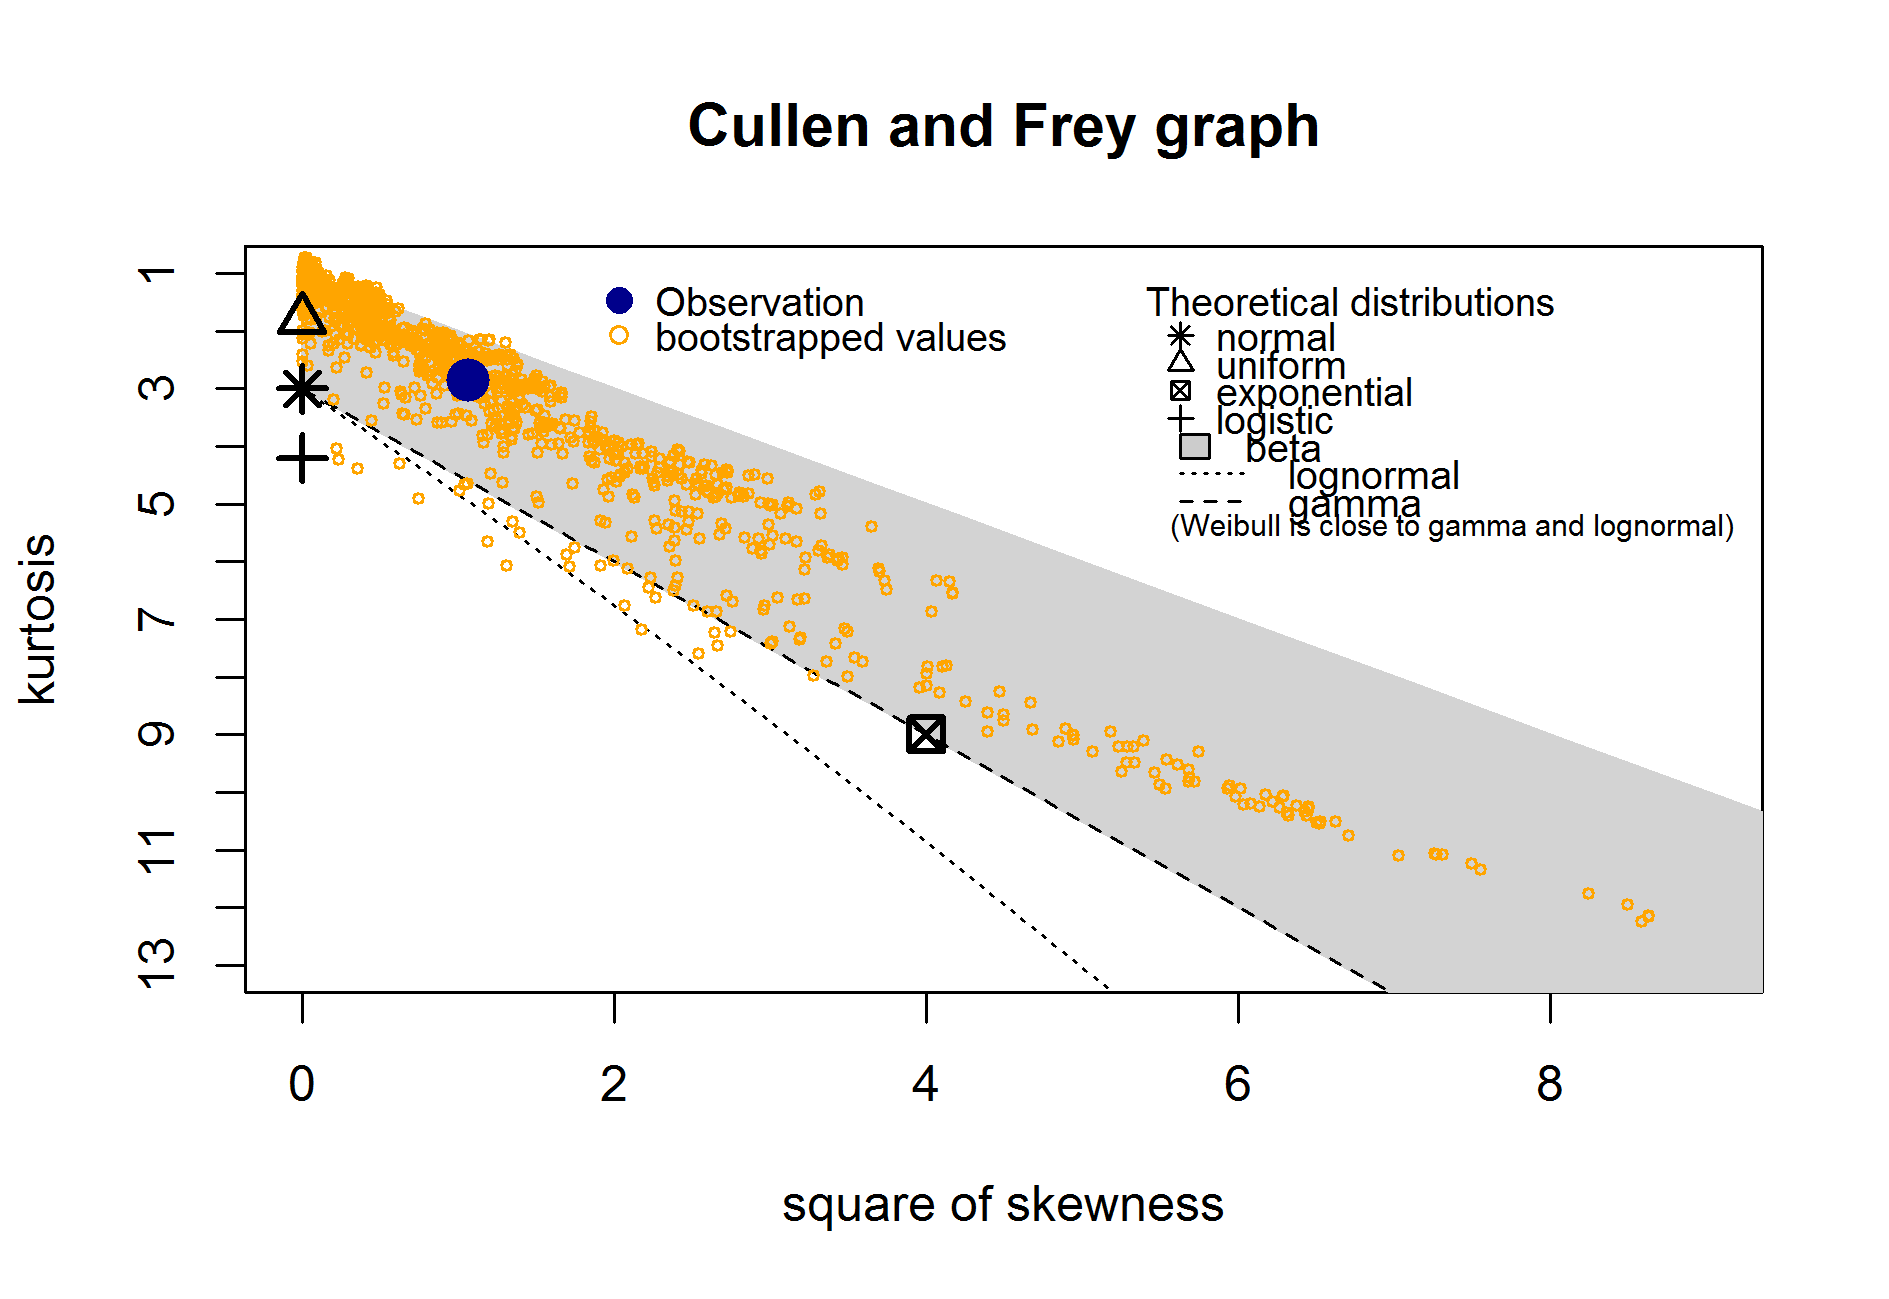 Cullen and Frey graph
Observation
bootstrapped values
Theoretical distributions
normal
uniform
exponential
logistic
beta
lognormal
gamma
(Weibull is close to gamma and lognormal)
kurtosis
1
3
5
7
9
11
13
0 2 4 6 8
square of skewness